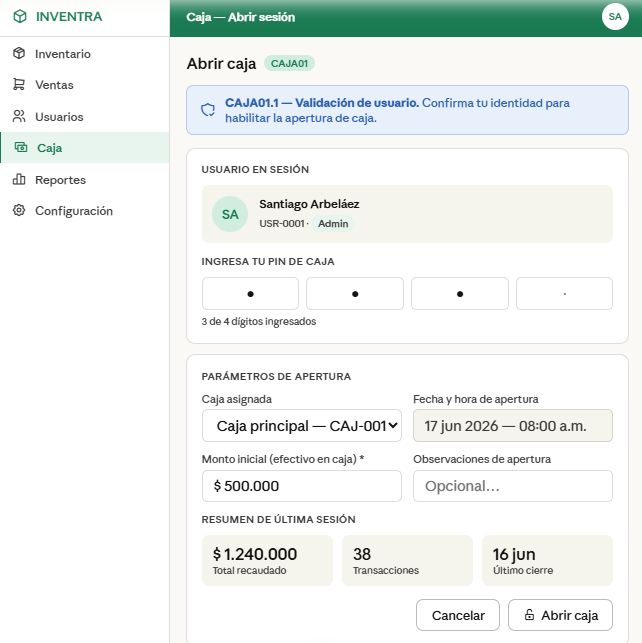 INVENTRA
Caja — Abrir sesión
SA
Inventario
Ventas
Usuarios
Caja
Reportes
Configuración
Abrir caja CAJA01
CAJA01.1 — Validación de usuario. Confirma tu identidad para
habilitar la apertura de caja.
USUARIO EN SESIÓN
SA
Santiago Arbeláez
USR-0001 · Admin
INGRESA TU PIN DE CAJA
● ● ● ·
3 de 4 dígitos ingresados
PARÁMETROS DE APERTURA
Caja asignada
Fecha y hora de apertura
Caja principal — CAJ-001
17 jun 2026 — 08:00 a.m.
Monto inicial (efectivo en caja) *
Observaciones de apertura
$ 500.000
Opcional...
RESUMEN DE ÚLTIMA SESIÓN
$ 1.240.000
Total recaudado
38
Transacciones
16 jun
Último cierre
Cancelar
Abrir caja